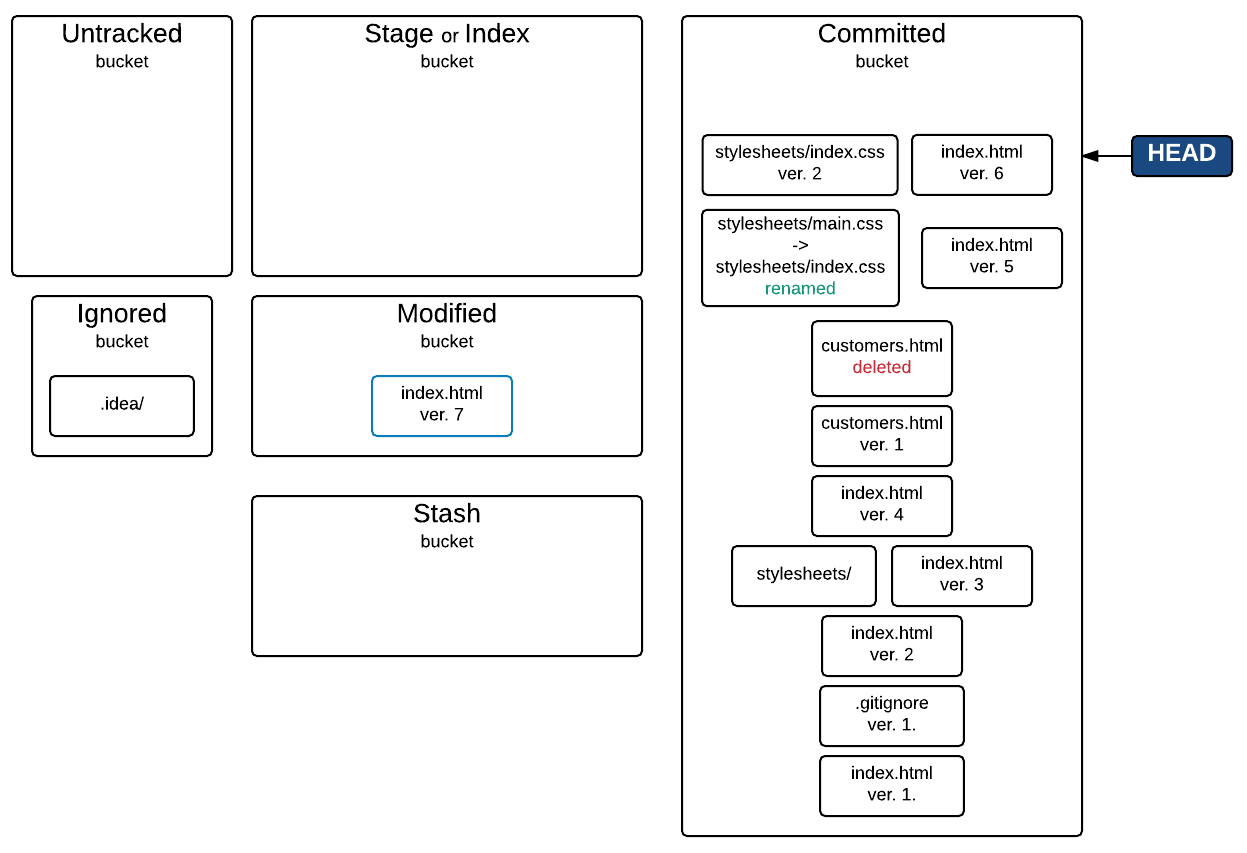 Untracked
bucket
Stage or Index
bucket
Committed
bucket
HEAD
stylesheets/index.css
ver. 2
index.html
ver. 6
stylesheets/main.css
->
stylesheets/index.css
renamed
index.html
ver. 5
Ignored
bucket
.idea/
Modified
bucket
index.html
ver. 7
customers.html
deleted
customers.html
ver. 1
index.html
ver. 4
Stash
bucket
stylesheets/
index.html
ver. 3
index.html
ver. 2
.gitignore
ver. 1.
index.html
ver. 1.